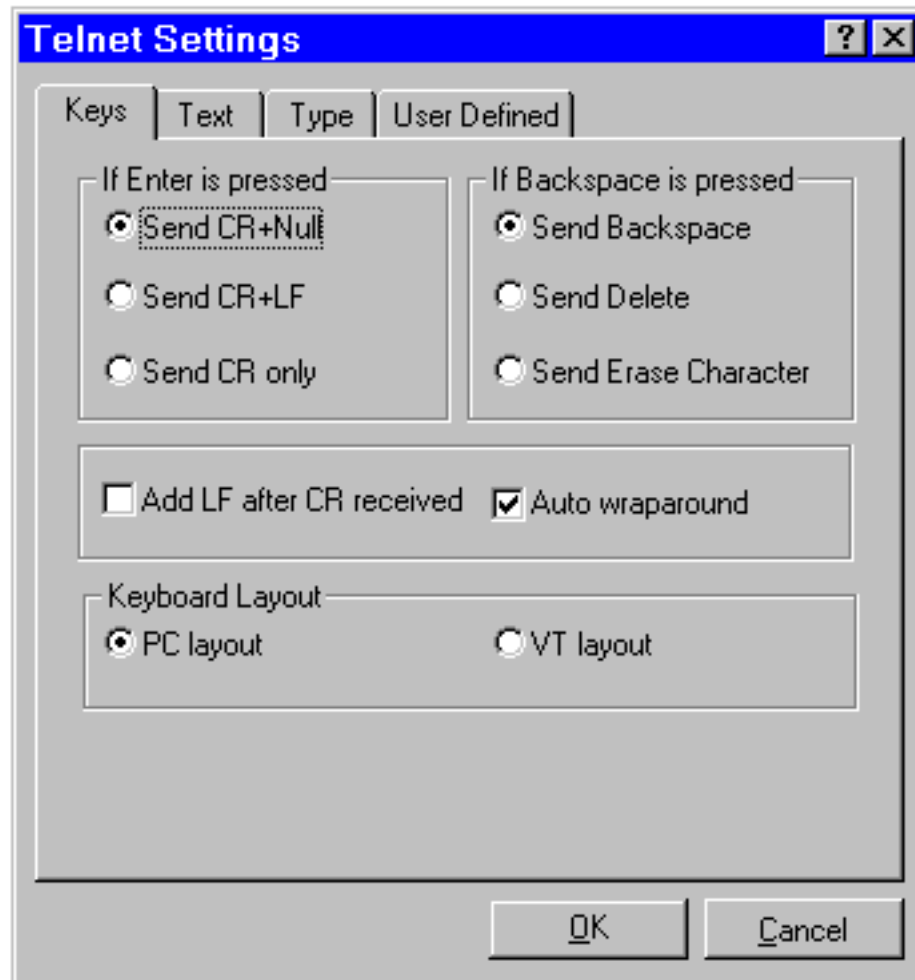 Telnet Settings
Keys Text Type User Defined
If Enter is pressed
Send CR+Null
Send CR+LF
Send CR only
If Backspace is pressed
Send Backspace
Send Delete
Send Erase Character
Add LF after CR received
Auto wraparound
Keyboard Layout
PC layout
VT layout
OK
Cancel